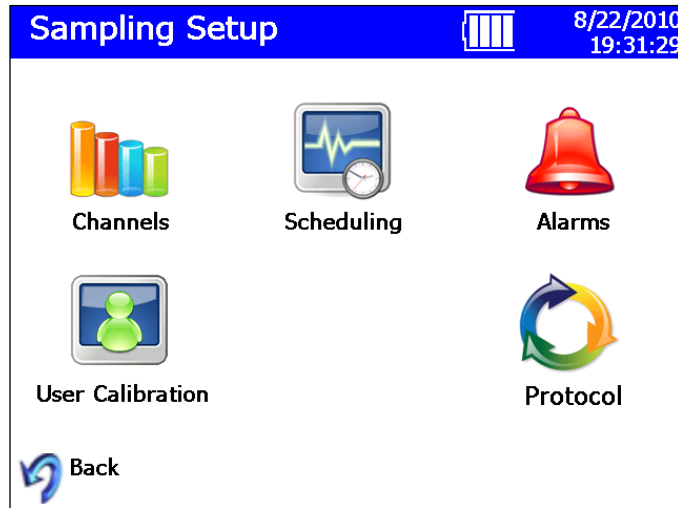 Sampling Setup
8/22/2010
19:31:29
Channels
Scheduling
Alarms
User Calibration
Protocol
Back